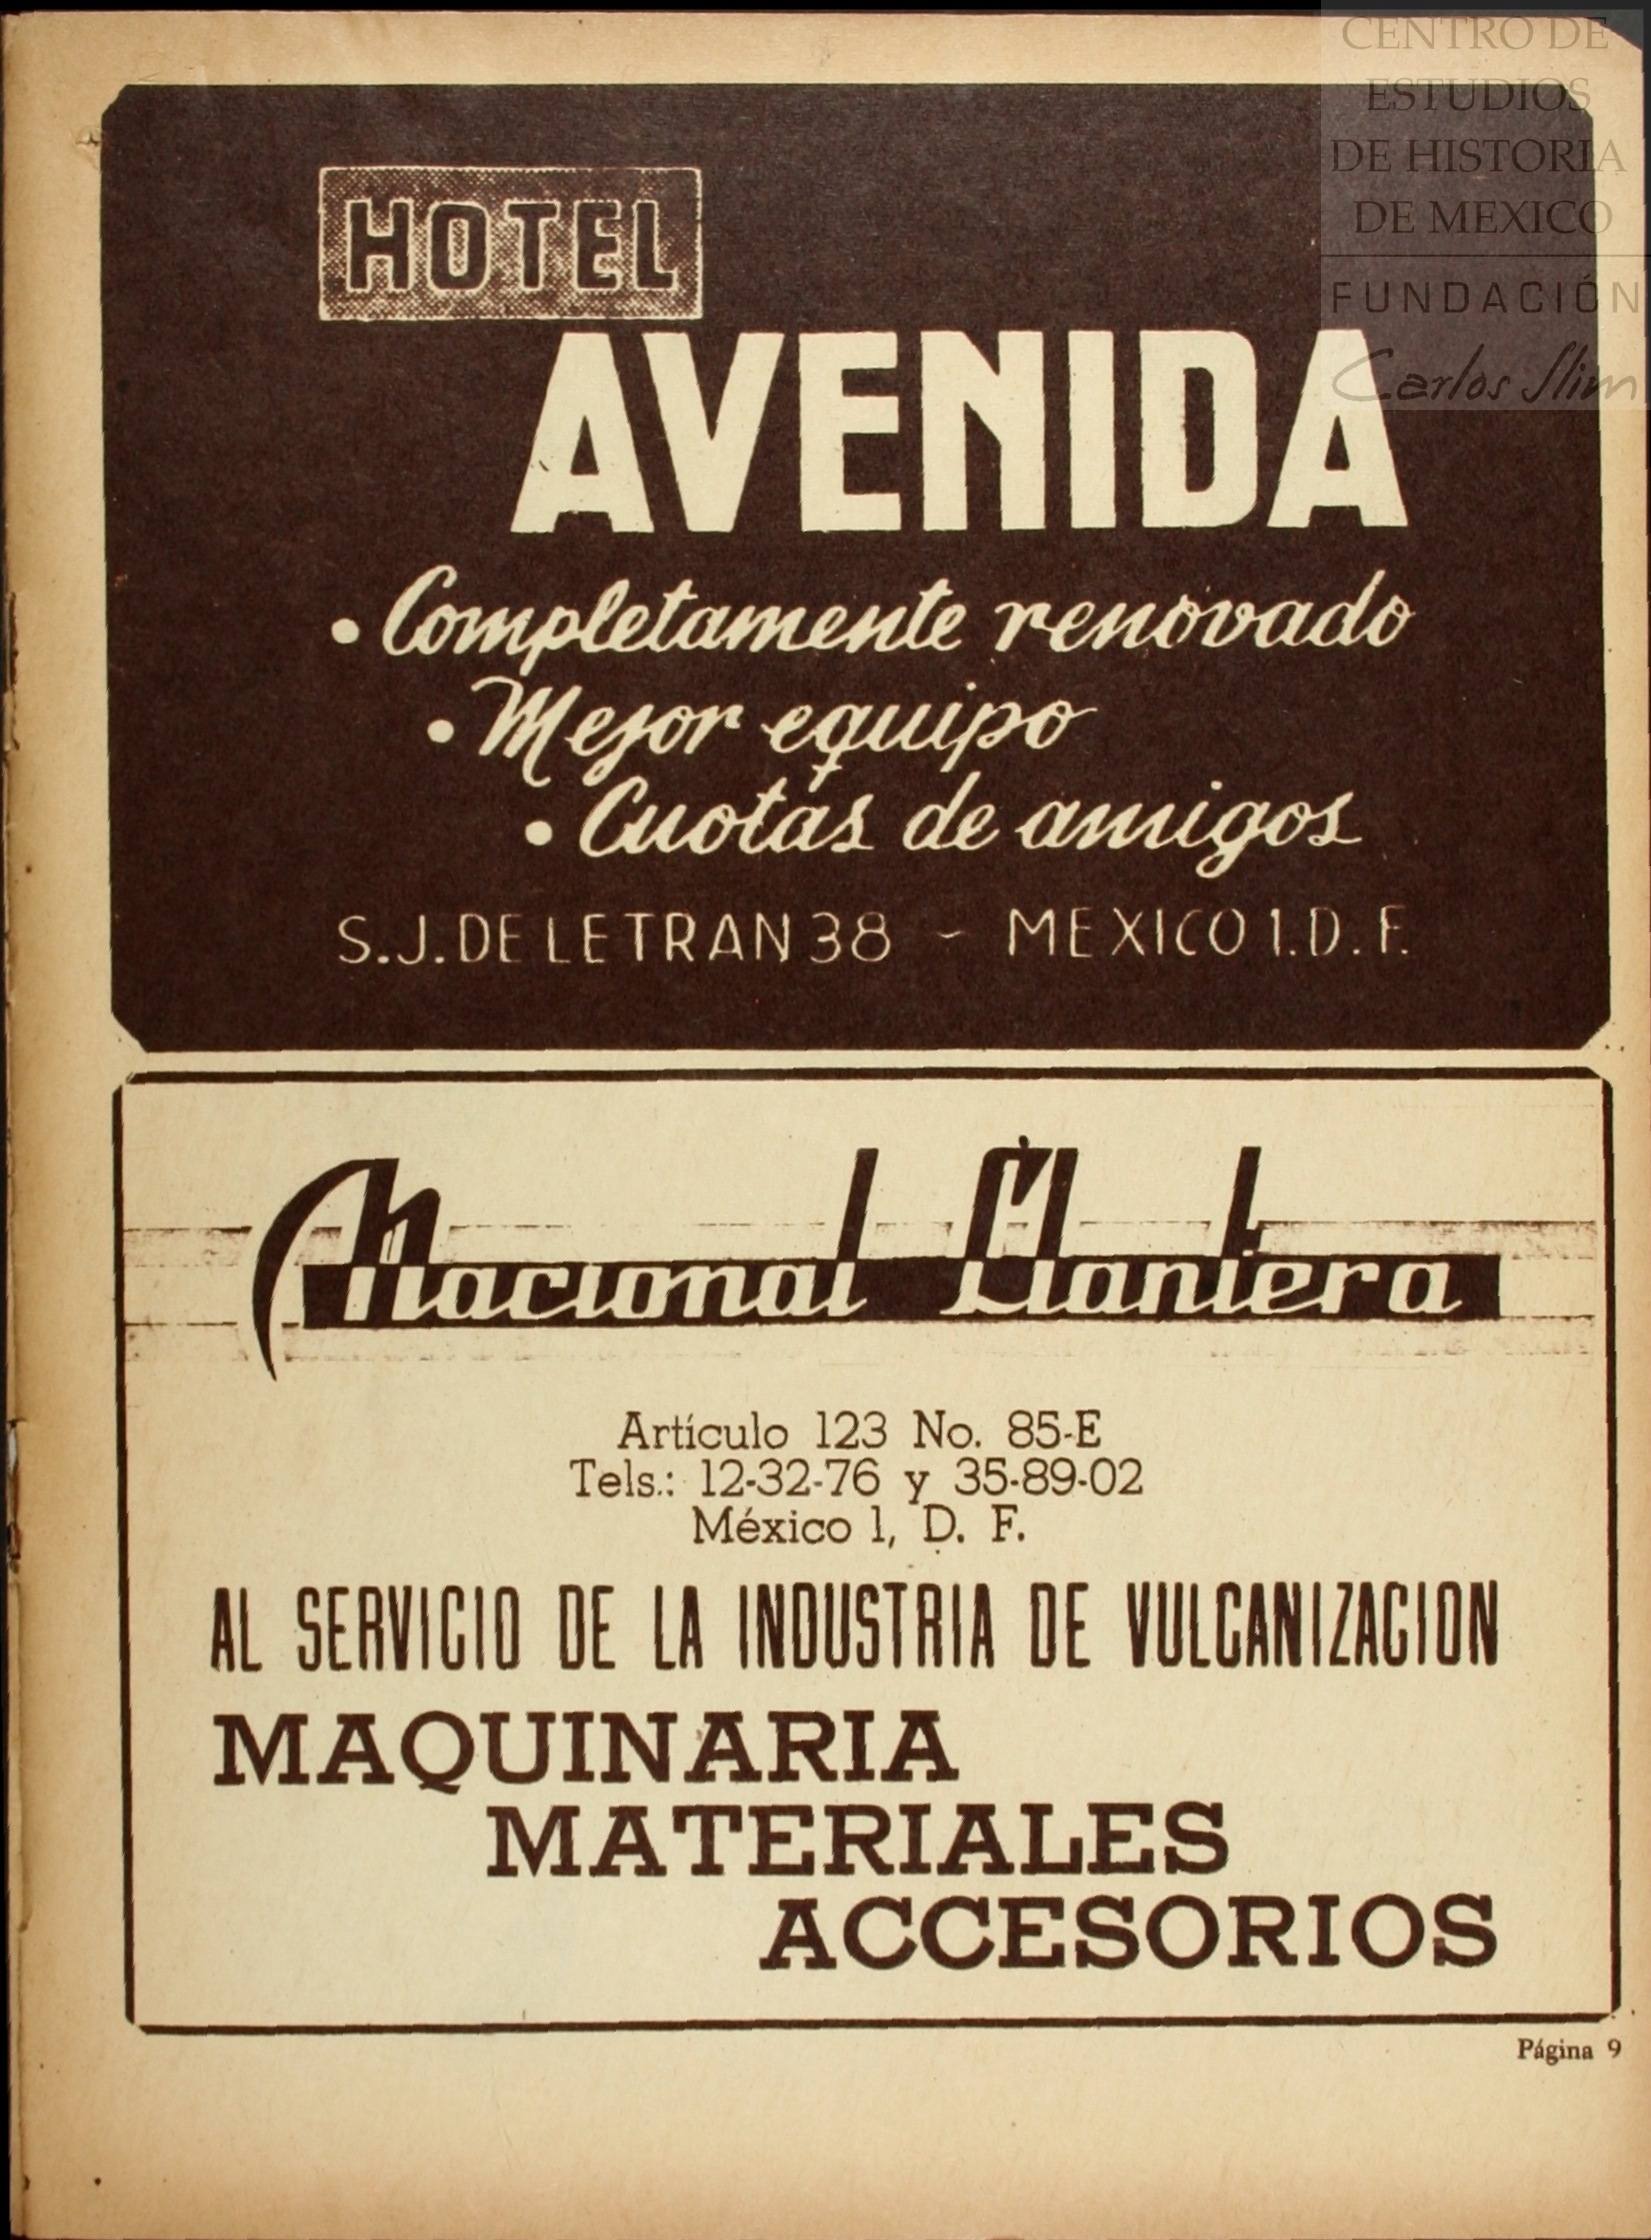 CENTRO DE
ESTUDIOS
DE HISTORIA
DE MEXICO
FUNDACIÓN
Carlos Slim
HOTEL
AVENIDA
• Completamente renovado
• Mejor equipo
• Cuotas de amigos
S.J. DE LETRAN 38 - MEXICO 1. D. F.
Nacional Llantera
Artículo 123 No. 85-E
Tels.: 12-32-76 y 35-89-02
México 1, D. F.
AL SERVICIO DE LA INDUSTRIA DE VULCANIZACION
MAQUINARIA
MATERIALES
ACCESORIOS
Página 9